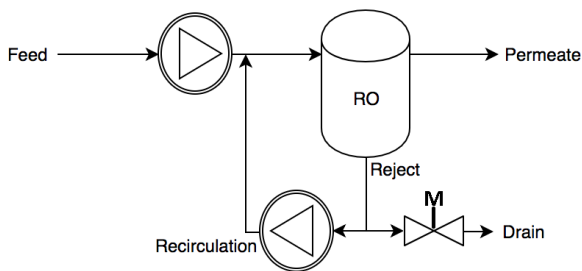 Feed
Permeate
RO
Reject
M
Recirculation
Drain